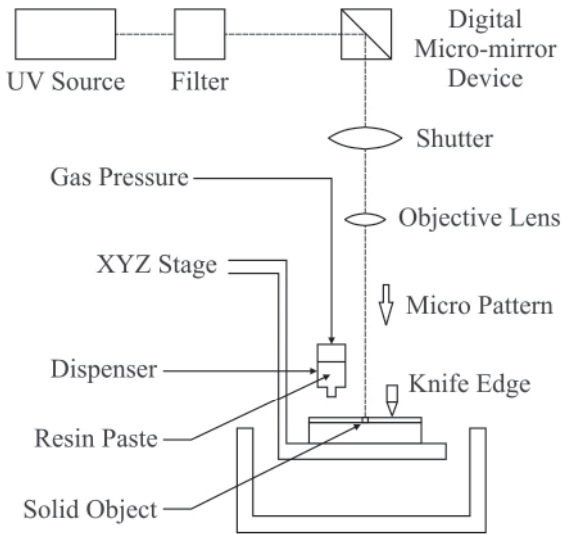 UV Source
Filter
Digital
Micro-mirror
Device
Shutter
Gas Pressure
Objective Lens
XYZ Stage
Micro Pattern
Dispenser
Knife Edge
Resin Paste
Solid Object